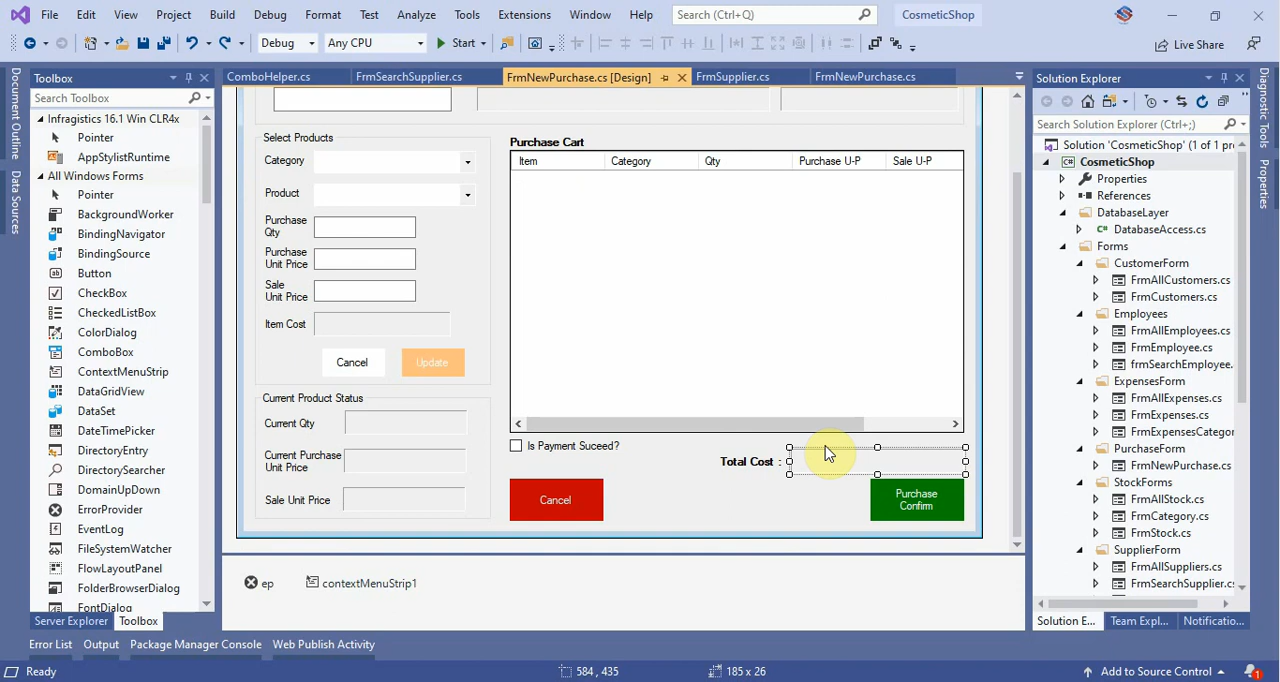 File Edit View Project Build Debug Format Test Analyze Tools Extensions Window Help Search (Ctrl+Q) CosmeticShop
Debug Any CPU Start Live Share
Document Outline
Data Sources
Toolbox
Search Toolbox
Infragistics 16.1 Win CLR4x
Pointer
AppStylistRuntime
All Windows Forms
Pointer
BackgroundWorker
BindingNavigator
BindingSource
Button
CheckBox
CheckedListBox
ColorDialog
ComboBox
ContextMenuStrip
DataGridView
DataSet
DateTimePicker
DirectoryEntry
DirectorySearcher
DomainUpDown
ErrorProvider
EventLog
FileSystemWatcher
FlowLayoutPanel
FolderBrowserDialog
FontDialog
Server Explorer Toolbox
ComboHelper.cs FrmSearchSupplier.cs FrmNewPurchase.cs [Design] FrmSupplier.cs FrmNewPurchase.cs
Select Products
Category
Product
Purchase
Qty
Purchase
Unit Price
Sale
Unit Price
Item Cost
Cancel Update
Current Product Status
Current Qty
Current Purchase
Unit Price
Sale Unit Price
Purchase Cart
Item Category Qty Purchase U-P Sale U-P
Is Payment Suceed?
Total Cost :
Cancel
Purchase
Confirm
ep contextMenuStrip1
Solution Explorer
Search Solution Explorer (Ctrl+;)
Solution 'CosmeticShop' (1 of 1 pr
CosmeticShop
Properties
References
DatabaseLayer
DatabaseAccess.cs
Forms
CustomerForm
FrmAllCustomers.cs
FrmCustomers.cs
Employees
FrmAllEmployees.cs
FrmEmployee.cs
frmSearchEmployee.
ExpensesForm
FrmAllExpenses.cs
FrmExpenses.cs
FrmExpensesCategor
PurchaseForm
FrmNewPurchase.cs
StockForms
FrmAllStock.cs
FrmCategory.cs
FrmStock.cs
SupplierForm
FrmAllSuppliers.cs
FrmSearchSupplier.cs
Solution E... Team Expl... Notificatio...
Diagnostic Tools
Properties
Error List Output Package Manager Console Web Publish Activity
Ready 584 , 435 185 x 26 Add to Source Control 1